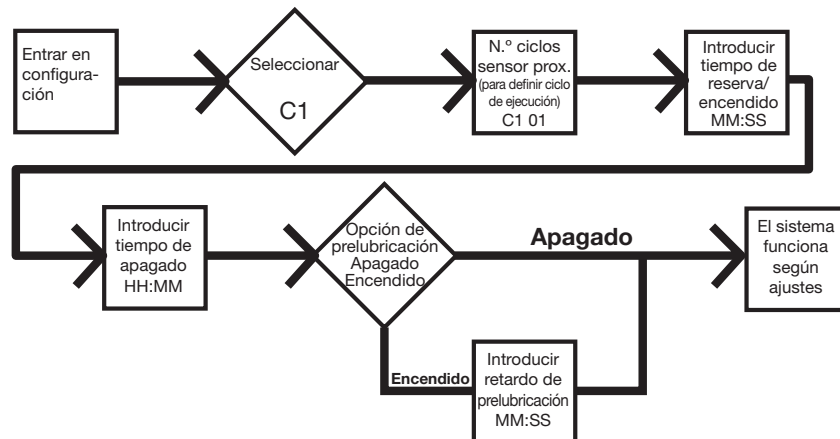 Entrar en
configura-
ción
Seleccionar
C1
N.º ciclos
sensor prox.
(para definir ciclo
de ejecución)
C1 01
Introducir
tiempo de
reserva/
encendido
MM:SS
Introducir
tiempo de
apagado
HH:MM
Opción de
prelubricación
Apagado
Encendido
Apagado
El sistema
funciona
según
ajustes
Encendido
Introducir
retardo de
prelubricación
MM:SS